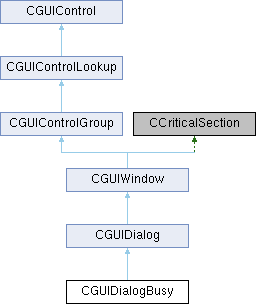 CGUIControl
CGUIControlLookup
CGUIControlGroup
CCriticalSection
CGUIWindow
CGUIDialog
CGUIDialogBusy